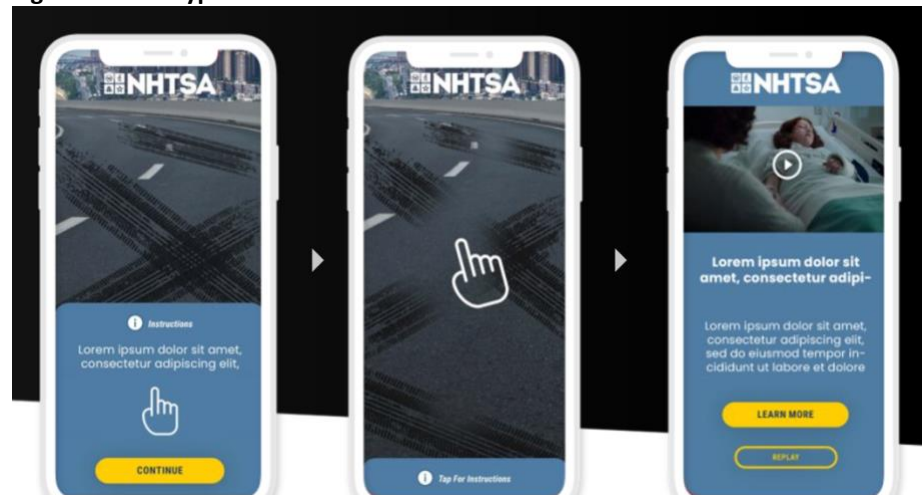 NHTSA
Instructions
Lorem ipsum dolor sit amet,
consectetur adipiscing elit,
CONTINUE
NHTSA
Tap For Instructions
NHTSA
Lorem ipsum dolor sit
amet, consectetur adipi-
Lorem ipsum dolor sit amet,
consectetur adipiscing elit,
sed do eiusmod tempor in-
cididunt ut labore et dolore
LEARN MORE
REPLAY